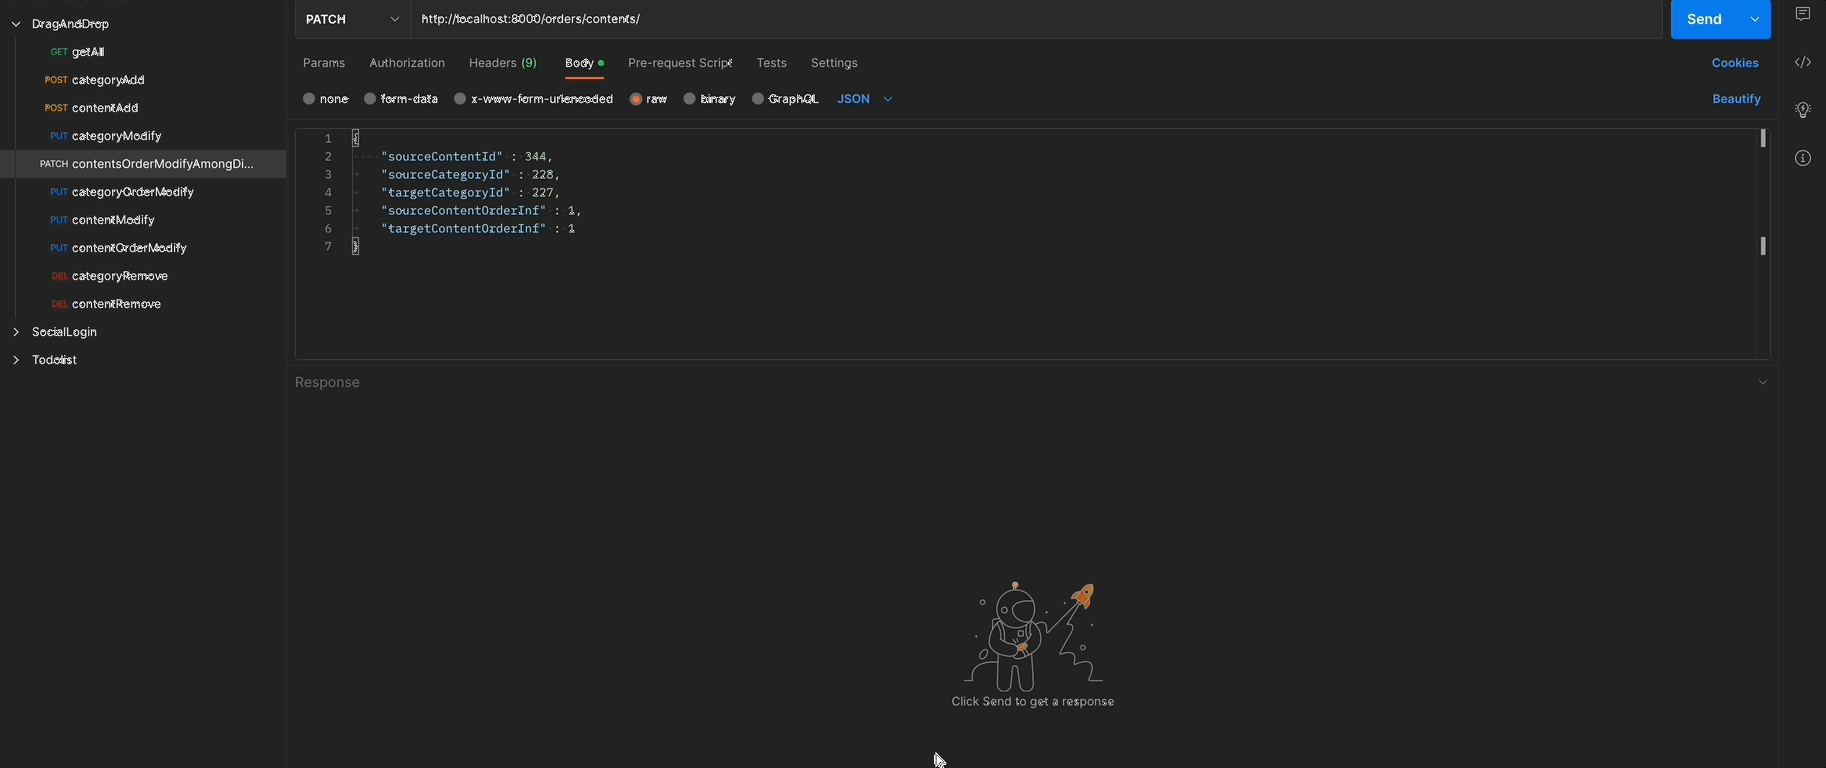 DragAndDrop
GET getAll
POST categoryAdd
POST contentAdd
PUT categoryModify
PATCH contentsOrderModifyAmongDi...
PUT categoryOrderModify
PUT contentModify
PUT contentOrderModify
DEL categoryRemove
DEL contentRemove
SocialLogin
Todolist
PATCH http://localhost:8000/orders/contents/ Send
Params Authorization Headers (9) Body Pre-request Script Tests Settings Cookies
none form-data x-www-form-urlencoded raw binary GraphQL JSON Beautify
1 {
2 "sourceContentId" : 344,
3 "sourceCategoryId" : 228,
4 "targetCategoryId" : 227,
5 "sourceContentOrderInf" : 1,
6 "targetContentOrderInf" : 1
7 }
Response
Click Send to get a response